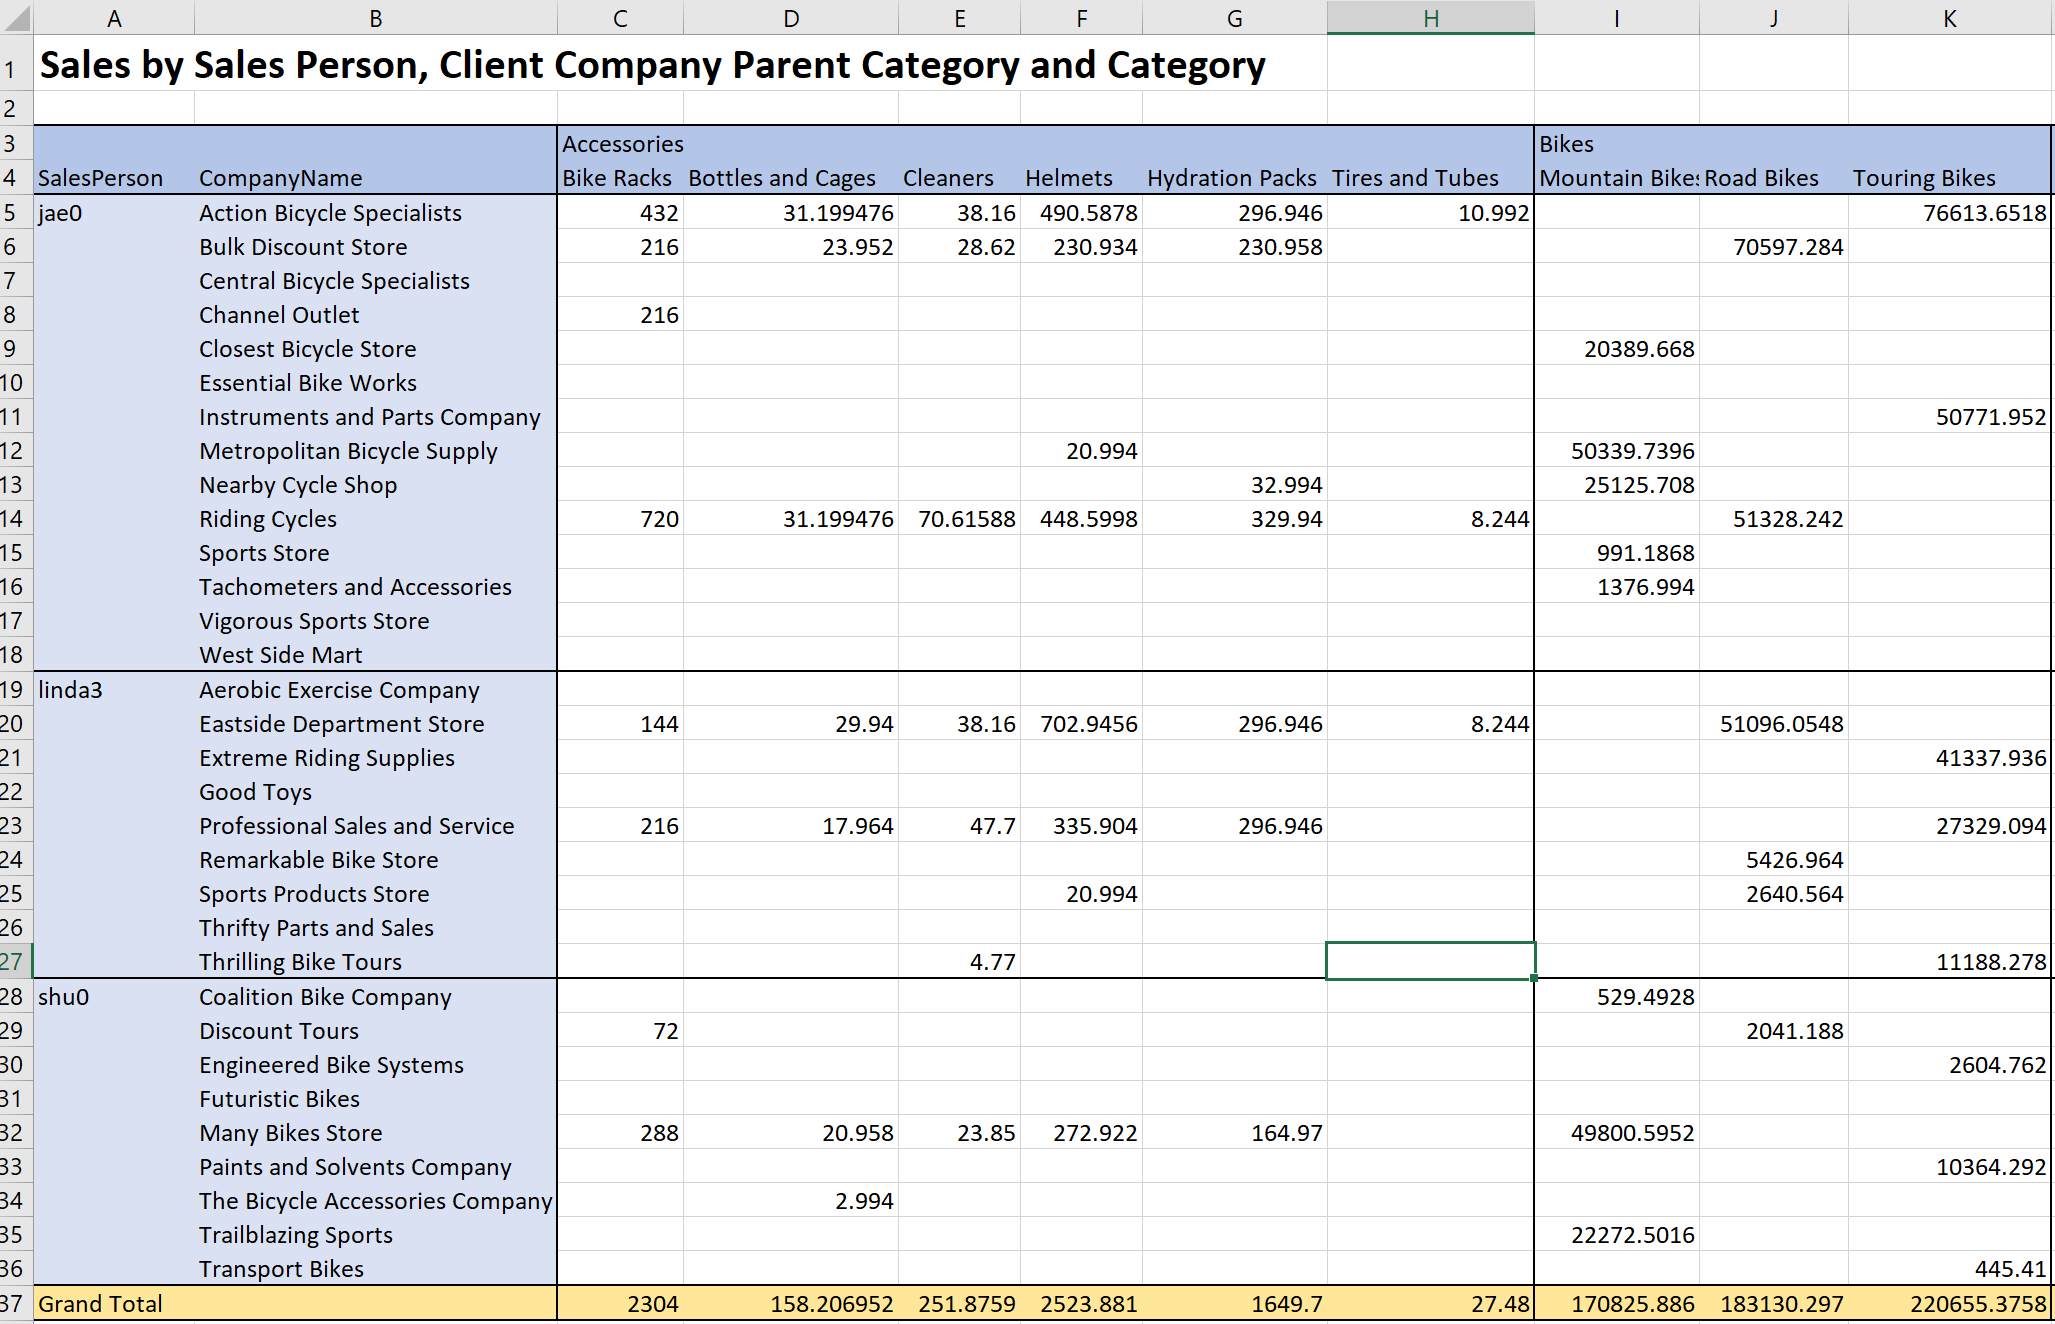 A B C D E F G H I J K
1 Sales by Sales Person, Client Company Parent Category and Category
2
3 Accessories Bikes
4 SalesPerson CompanyName Bike Racks Bottles and Cages Cleaners Helmets Hydration Packs Tires and Tubes Mountain Bikes Road Bikes Touring Bikes
5 jae0 Action Bicycle Specialists 432 31.199476 38.16 490.5878 296.946 10.992 76613.6518
6 Bulk Discount Store 216 23.952 28.62 230.934 230.958 70597.284
7 Central Bicycle Specialists
8 Channel Outlet 216
9 Closest Bicycle Store 20389.668
10 Essential Bike Works
11 Instruments and Parts Company 50771.952
12 Metropolitan Bicycle Supply 20.994 50339.7396
13 Nearby Cycle Shop 32.994 25125.708
14 Riding Cycles 720 31.199476 70.61588 448.5998 329.94 8.244 51328.242
15 Sports Store 991.1868
16 Tachometers and Accessories 1376.994
17 Vigorous Sports Store
18 West Side Mart
19 linda3 Aerobic Exercise Company
20 Eastside Department Store 144 29.94 38.16 702.9456 296.946 8.244 51096.0548
21 Extreme Riding Supplies 41337.936
22 Good Toys
23 Professional Sales and Service 216 17.964 47.7 335.904 296.946 27329.094
24 Remarkable Bike Store 5426.964
25 Sports Products Store 20.994 2640.564
26 Thrifty Parts and Sales
27 Thrilling Bike Tours 4.77 11188.278
28 shu0 Coalition Bike Company 529.4928
29 Discount Tours 72 2041.188
30 Engineered Bike Systems 2604.762
31 Futuristic Bikes
32 Many Bikes Store 288 20.958 23.85 272.922 164.97 49800.5952
33 Paints and Solvents Company 10364.292
34 The Bicycle Accessories Company 2.994
35 Trailblazing Sports 22272.5016
36 Transport Bikes 445.41
37 Grand Total 2304 158.206952 251.8759 2523.881 1649.7 27.48 170825.886 183130.297 220655.3758